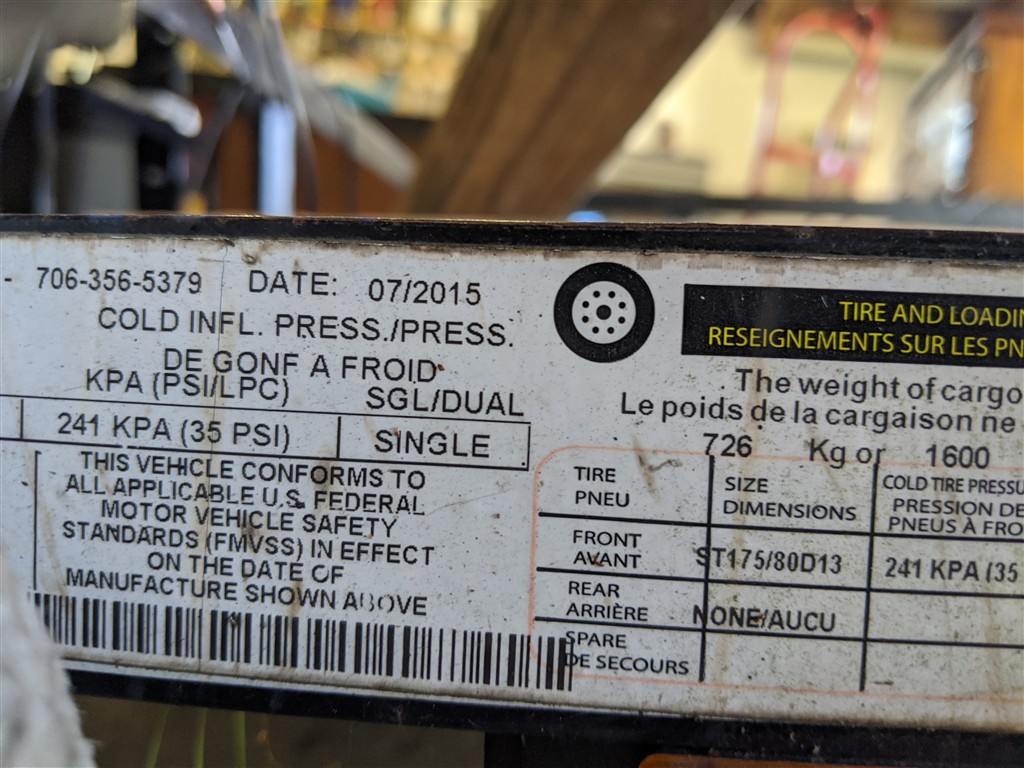 - 706-356-5379 DATE: 07/2015
COLD INFL. PRESS./PRESS.
DE GONF A FROID
KPA (PSI/LPC) SGL/DUAL
241 KPA (35 PSI) SINGLE
THIS VEHICLE CONFORMS TO
ALL APPLICABLE U.S. FEDERAL
MOTOR VEHICLE SAFETY
STANDARDS (FMVSS) IN EFFECT
ON THE DATE OF
MANUFACTURE SHOWN ABOVE
TIRE AND LOADIN
RESEIGNEMENTS SUR LES PN
The weight of cargo
Le poids de la cargaison ne
726 Kg or 1600
TIRE
PNEU
SIZE
DIMENSIONS
COLD TIRE PRESSU
PRESSION DE
PNEUS À FRO
FRONT
AVANT
ST175/80D13
241 KPA (35
REAR
ARRIÈRE
NONE/AUCU
SPARE
DE SECOURS